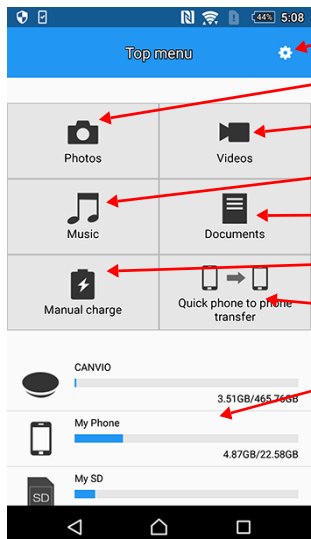 44% 5:08
Top menu
Photos
Videos
Music
Documents
Manual charge
Quick phone to phone
transfer
CANVIO
3.51GB/465.76GB
My Phone
4.87GB/22.58GB
My SD
SD